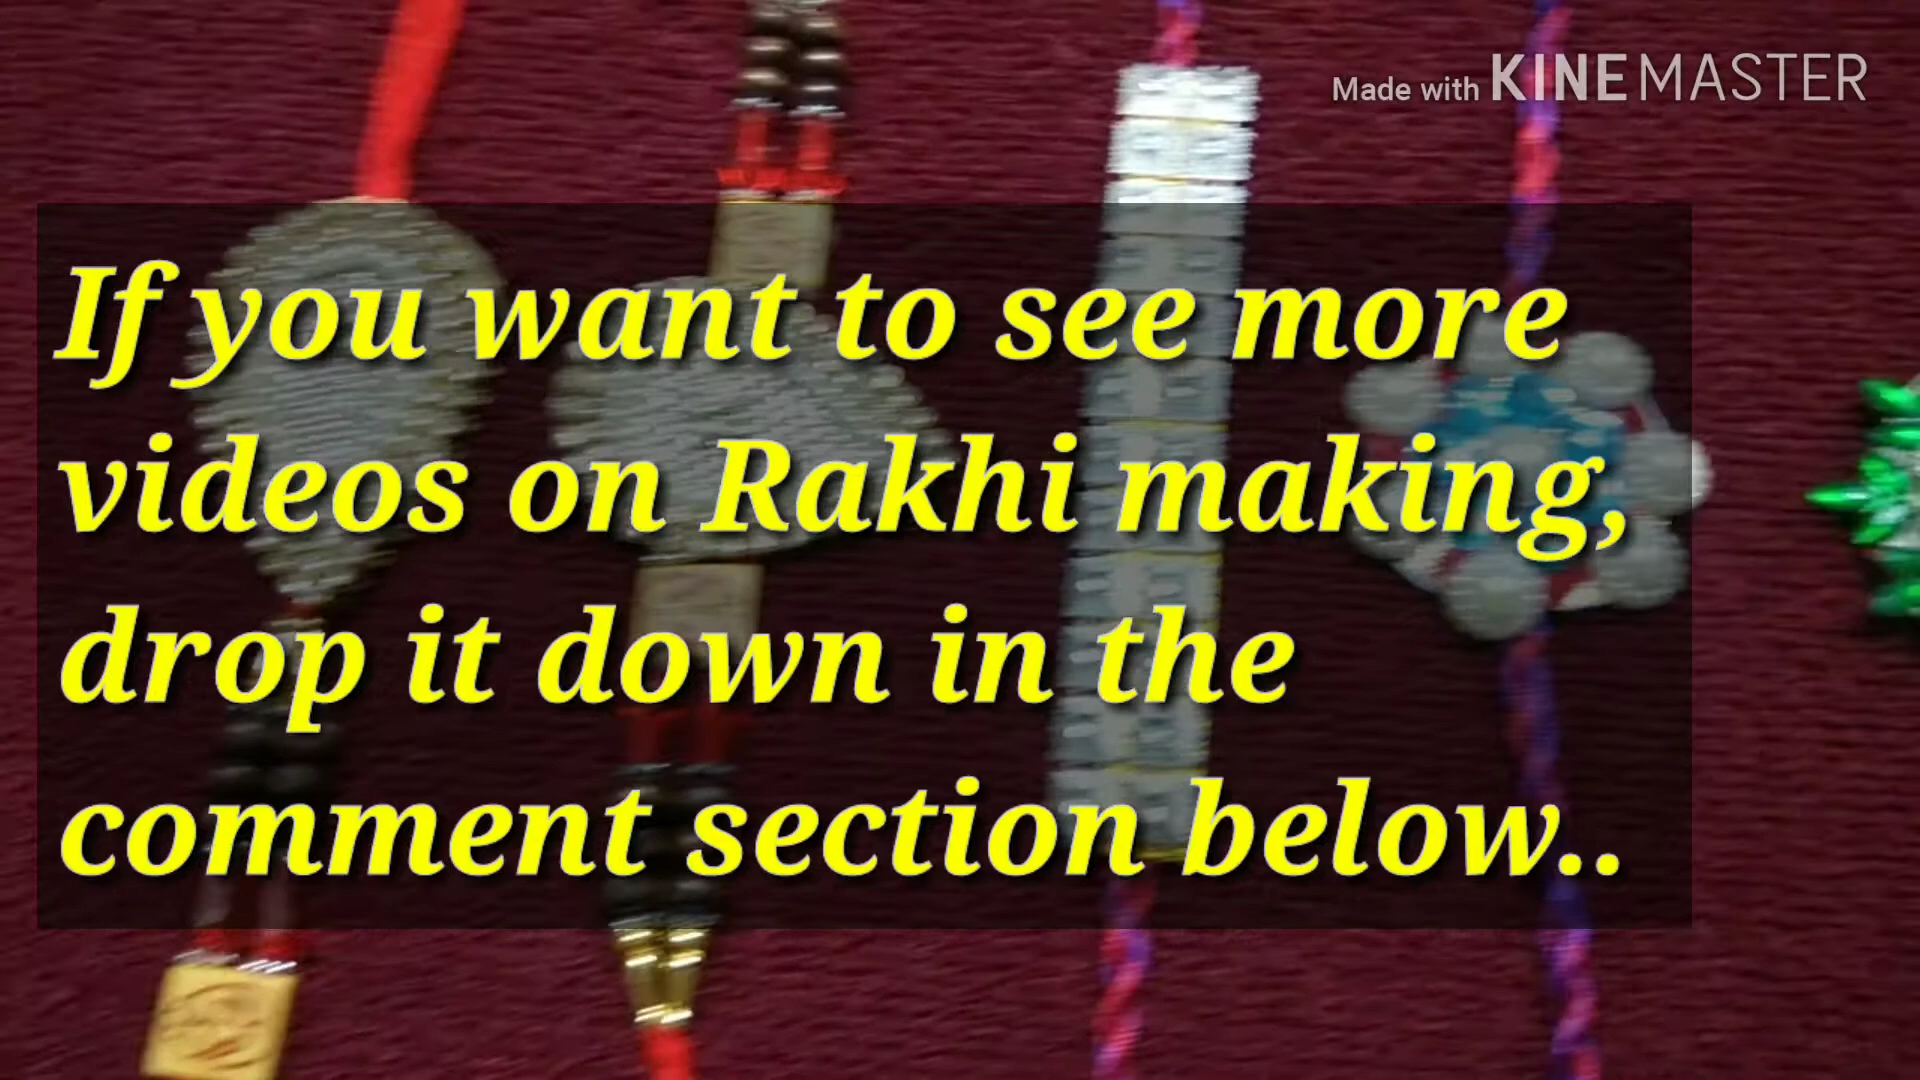 Made with KINEMASTER
If you want to see more
videos on Rakhi making,
drop it down in the
comment section below..